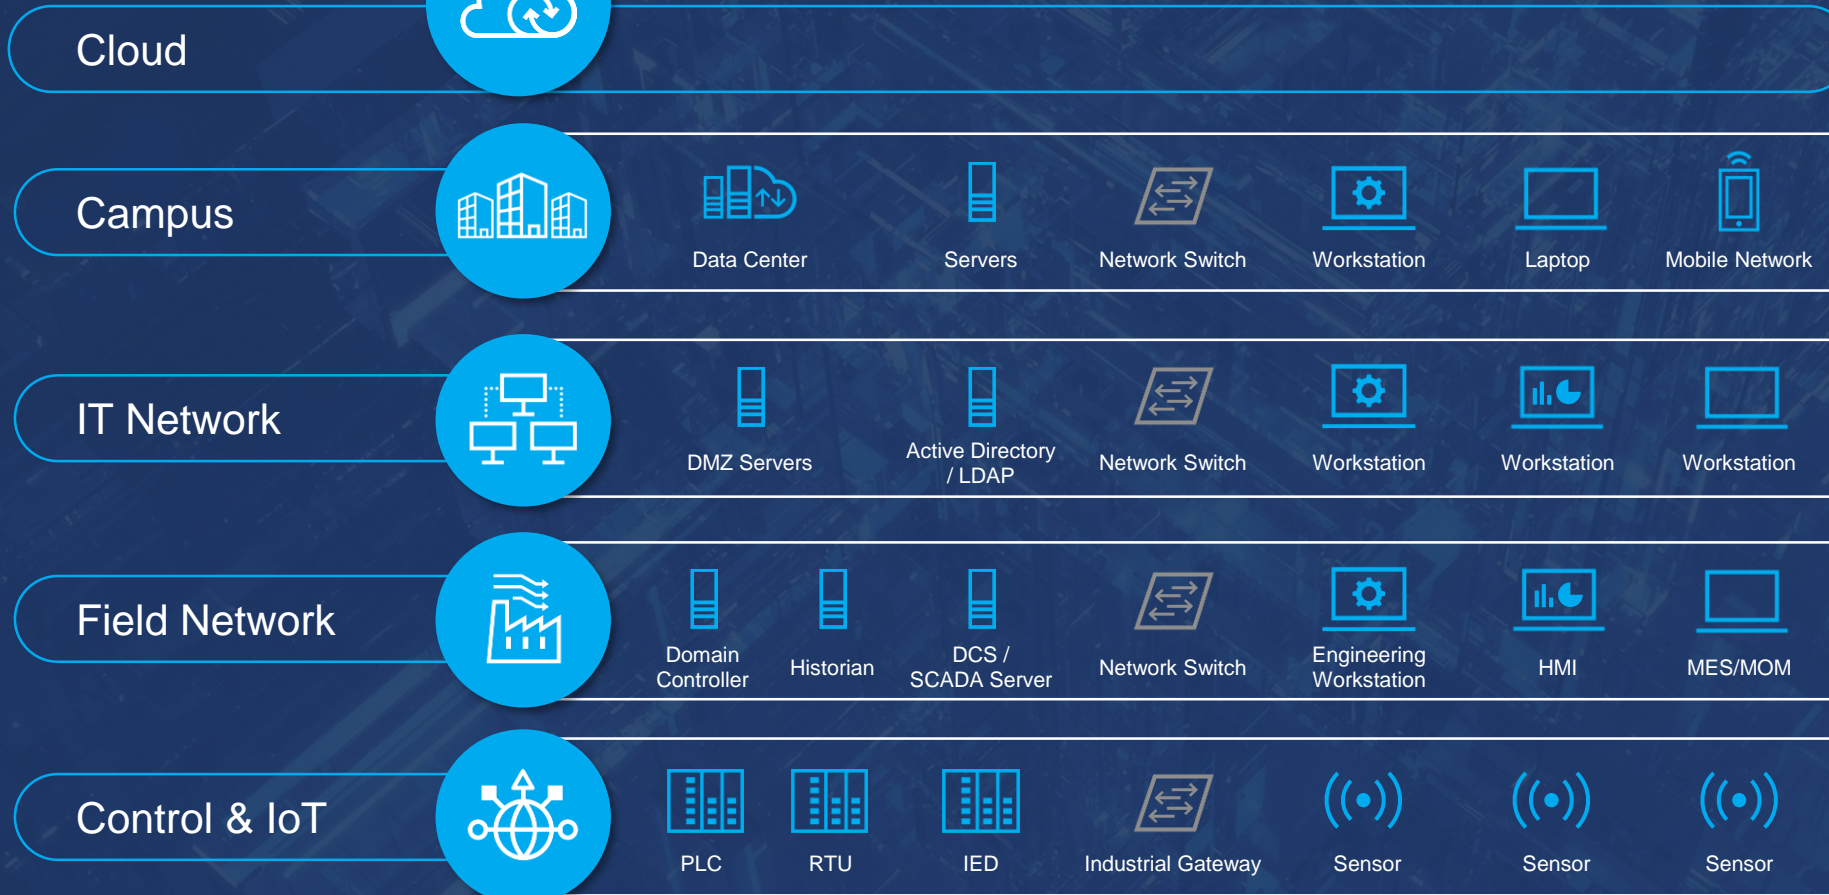 Cloud
Campus
Data Center
Servers
Network Switch
Workstation
Laptop
Mobile Network
IT Network
DMZ Servers
Active Directory
/ LDAP
Network Switch
Workstation
Workstation
Workstation
Field Network
Domain
Controller
Historian
DCS /
SCADA Server
Network Switch
Engineering
Workstation
HMI
MES/MOM
Control & IoT
PLC
RTU
IED
Industrial Gateway
Sensor
Sensor
Sensor